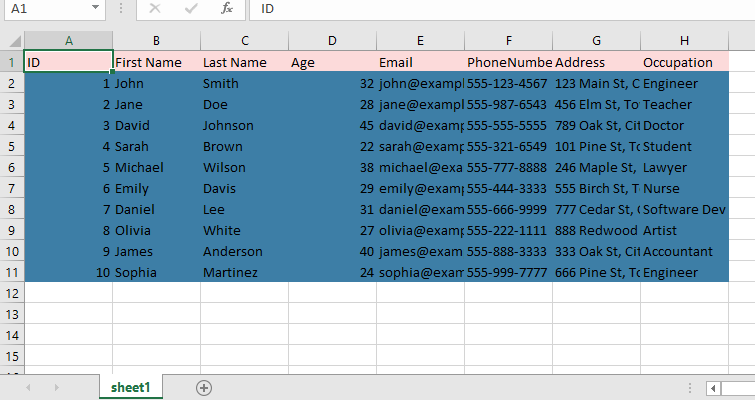 A1 fx ID
A B C D E F G H
1 ID First Name Last Name Age Email PhoneNumbe Address Occupation
2 1 John Smith 32 john@exampl 555-123-4567 123 Main St, C Engineer
3 2 Jane Doe 28 jane@exampl 555-987-6543 456 Elm St, To Teacher
4 3 David Johnson 45 david@examp 555-555-5555 789 Oak St, Cit Doctor
5 4 Sarah Brown 22 sarah@examp 555-321-6549 101 Pine St, To Student
6 5 Michael Wilson 38 michael@exa 555-777-8888 246 Maple St, Lawyer
7 6 Emily Davis 29 emily@examp 555-444-3333 555 Birch St, T Nurse
8 7 Daniel Lee 31 daniel@exam 555-666-9999 777 Cedar St, Software Dev
9 8 Olivia White 27 olivia@examp 555-222-1111 888 Redwood Artist
10 9 James Anderson 40 james@exam 555-888-3333 333 Oak St, Cit Accountant
11 10 Sophia Martinez 24 sophia@exam 555-999-7777 666 Pine St, To Engineer
12
13
14
15
sheet1